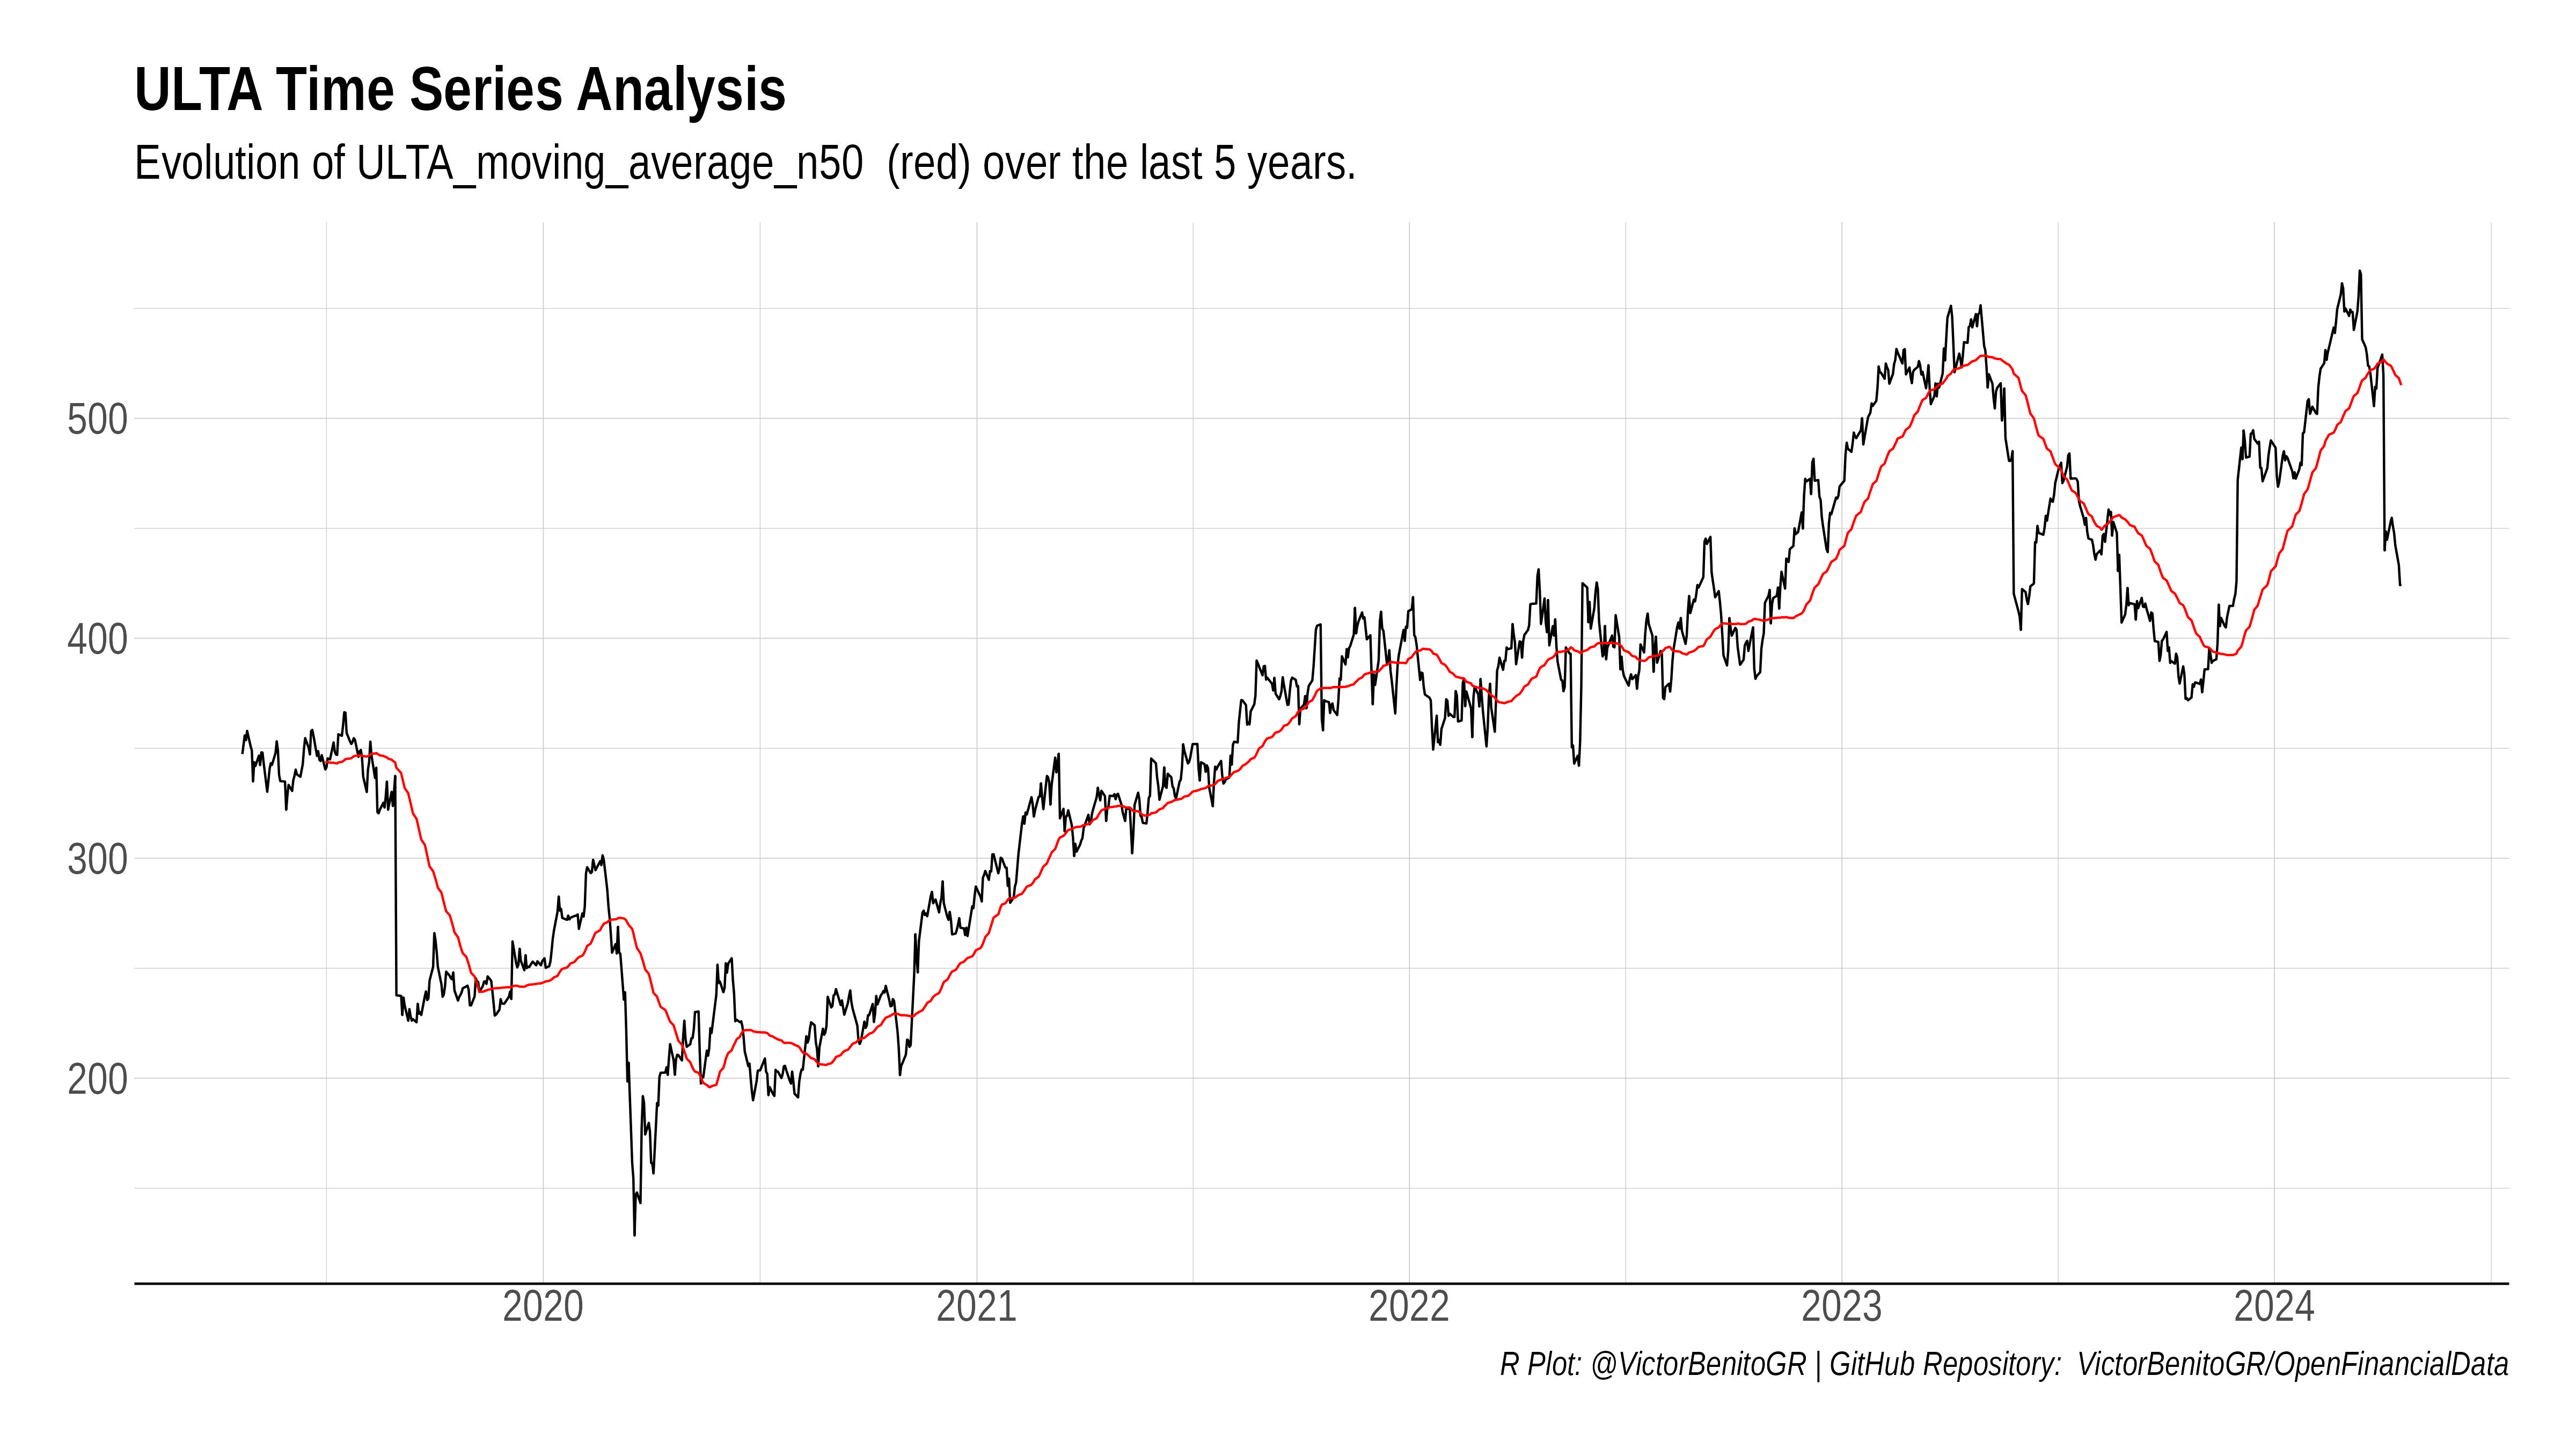 ULTA Time Series Analysis
Evolution of ULTA_moving_average_n50  (red) over the last 5 years.
500
400
300
200
2020 2021 2022 2023 2024
R Plot: @VictorBenitoGR | GitHub Repository:  VictorBenitoGR/OpenFinancialData